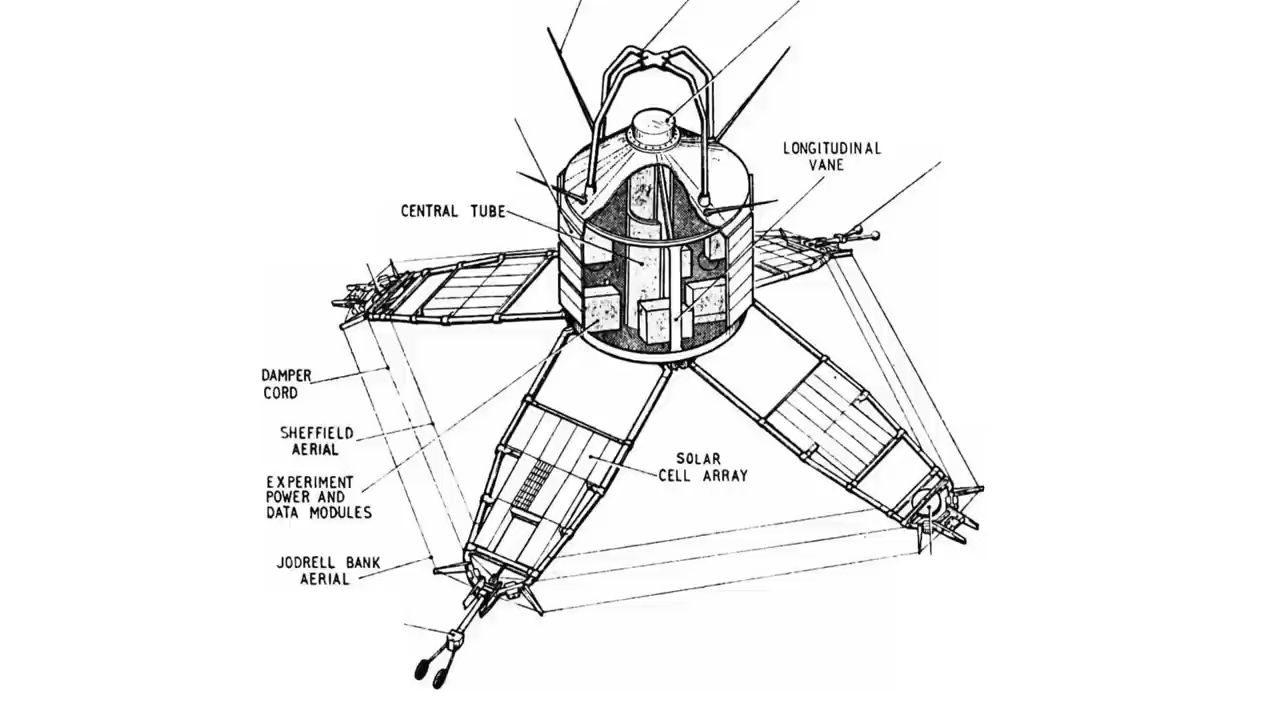 LONGITUDINAL
VANE
CENTRAL TUBE
DAMPER
CORD
SHEFFIELD
AERIAL
SOLAR
CELL ARRAY
EXPERIMENT
POWER AND
DATA MODULES
JODRELL BANK
AERIAL